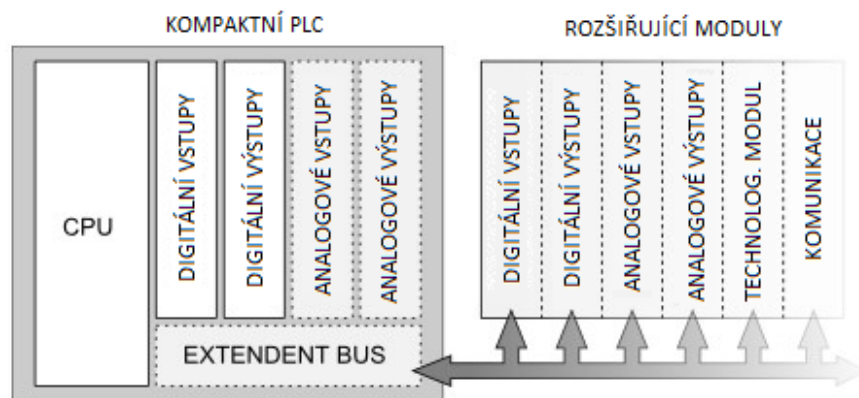 KOMPAKTNÍ PLC
ROZŠIŘUJÍCÍ MODULY
CPU
DIGITÁLNÍ VSTUPY
DIGITÁLNÍ VÝSTUPY
ANALOGOVÉ VSTUPY
ANALOGOVÉ VÝSTUPY
EXTENDENT BUS
DIGITÁLNÍ VSTUPY
DIGITÁLNÍ VÝSTUPY
ANALOGOVÉ VSTUPY
ANALOGOVÉ VÝSTUPY
TECHNOLOG. MODUL
KOMUNIKACE